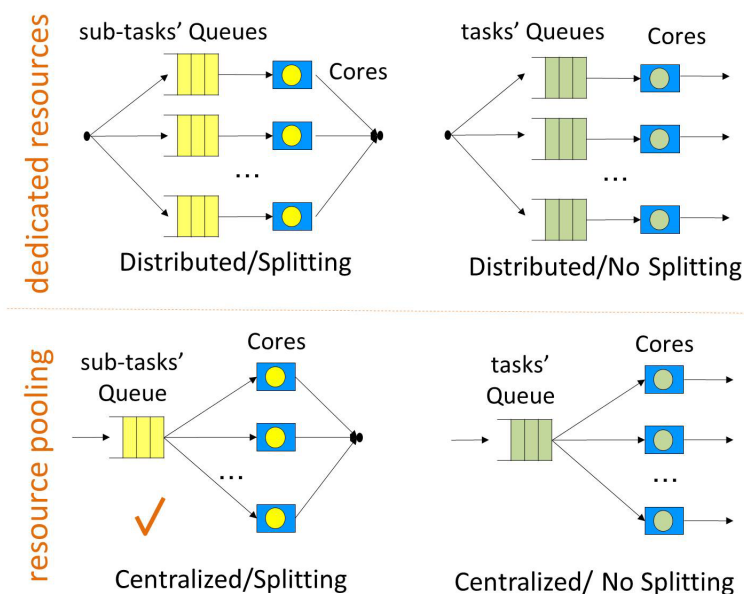 dedicated resources
sub-tasks’ Queues
Cores
...
Distributed/Splitting
tasks’ Queues
Cores
...
Distributed/No Splitting
resource pooling
sub-tasks’
Queue
Cores
...
Centralized/Splitting
tasks’
Queue
Cores
...
Centralized/ No Splitting